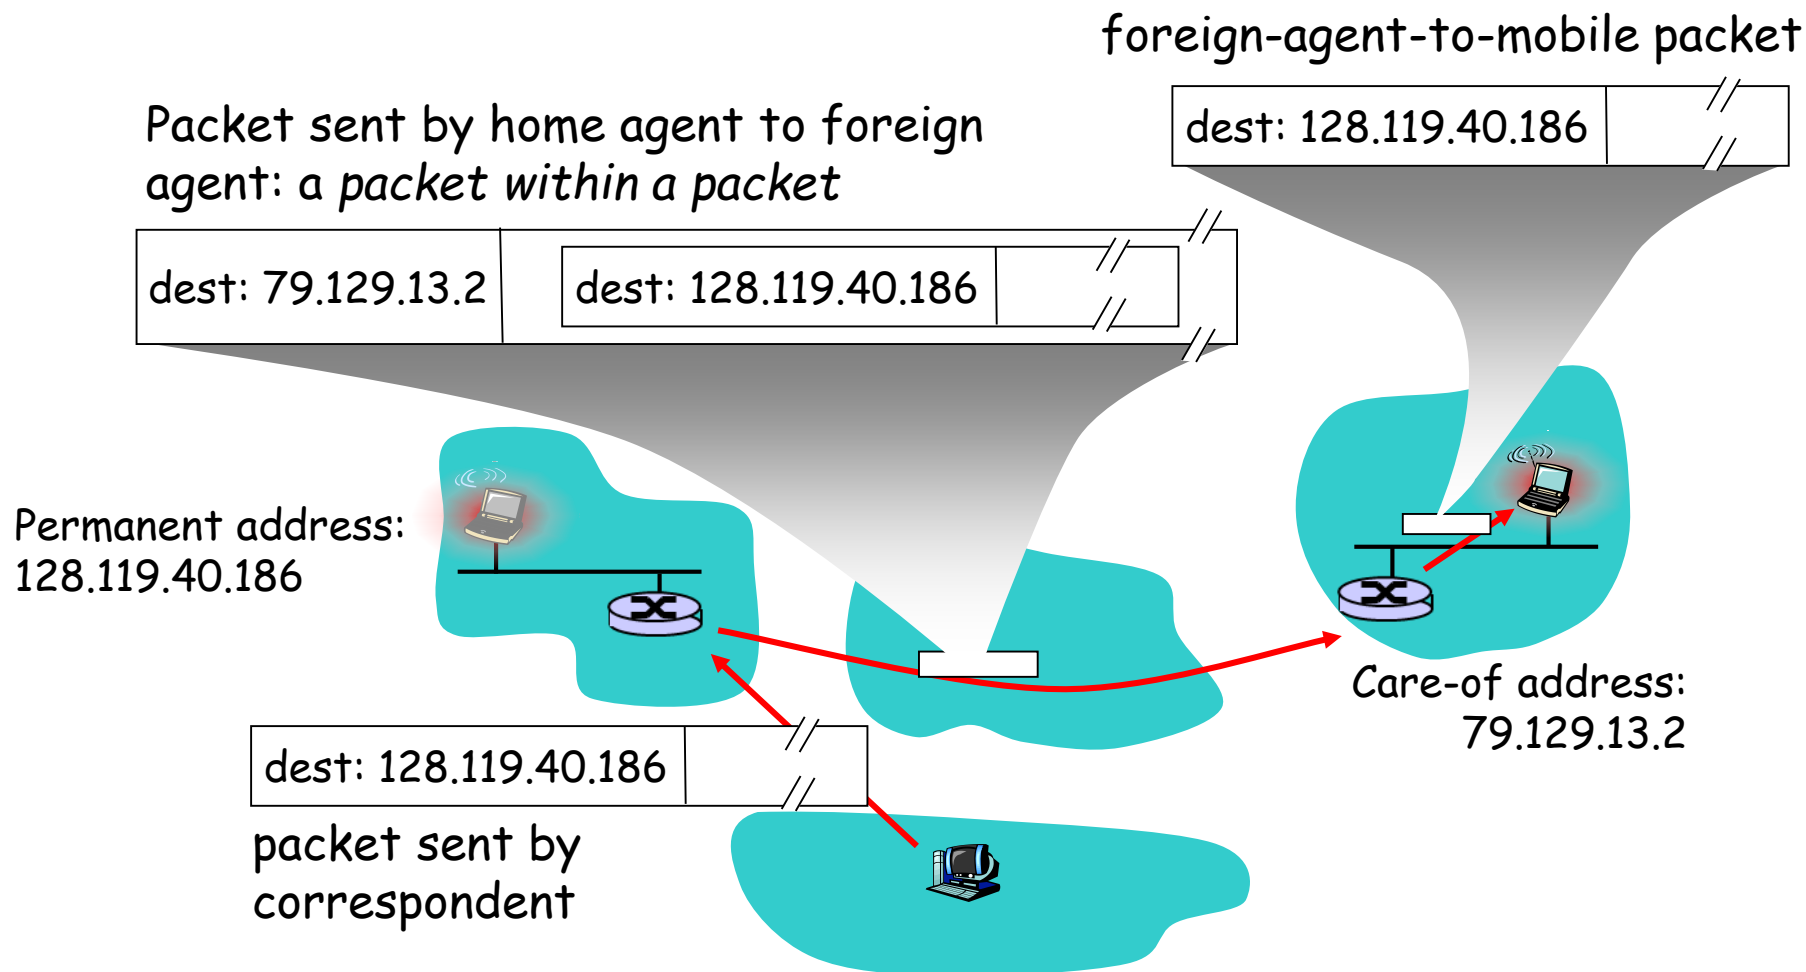 foreign-agent-to-mobile packet
dest: 128.119.40.186
Packet sent by home agent to foreign
agent: a packet within a packet
dest: 79.129.13.2
dest: 128.119.40.186
Permanent address:
128.119.40.186
Care-of address:
79.129.13.2
dest: 128.119.40.186
packet sent by
correspondent